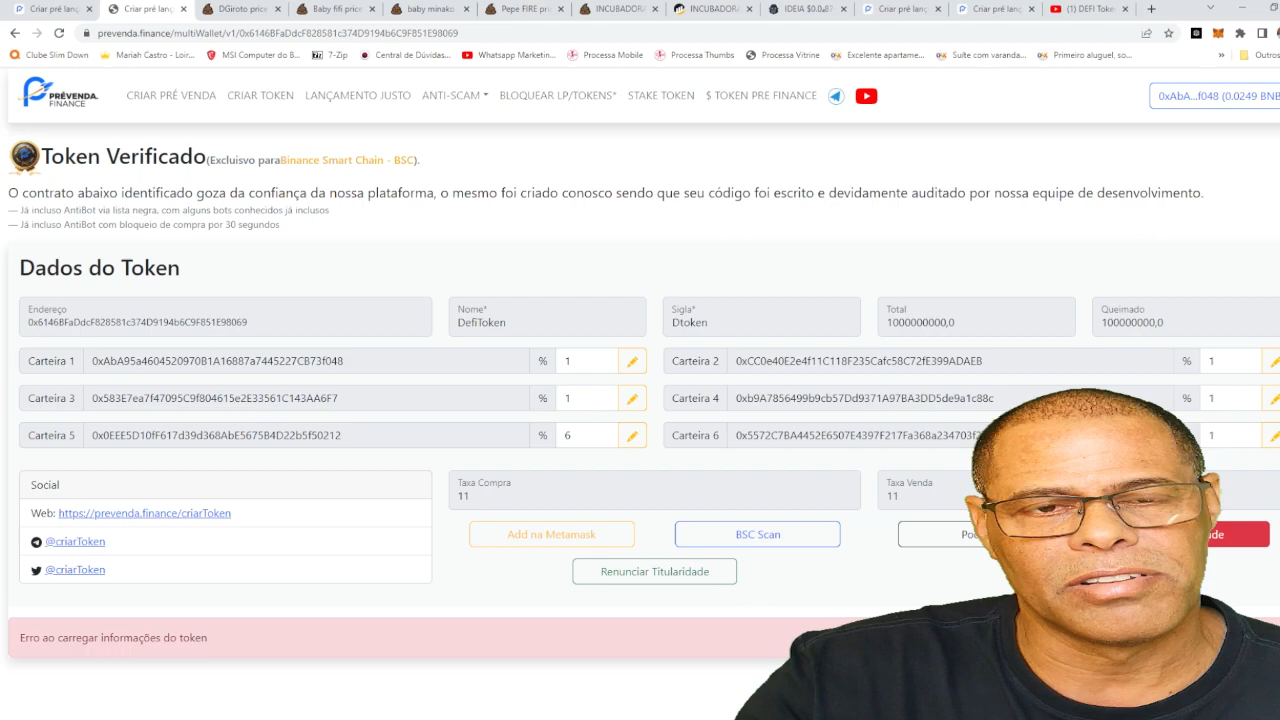 Criar pré lanç
Criar pré lanç
DGiroto price
Baby fifi price
baby minako
Pepe FIRE pri
INCUBADORA
INCUBADORA
IDEIA $0.0₈87
Criar pré lanç
Criar pré lanç
(1) DEFI Toke
prevenda.finance/multiWallet/v1/0x6146BFaDdcF828581c374D9194b6C9F851E98069
Clube Slim Down
Mariah Castro - Loir...
MSI Computer do B...
7-Zip
Central de Dúvidas...
Whatsapp Marketin...
Processa Mobile
Processa Thumbs
Processa Vitrine
Excelente apartame...
Suíte com varanda...
Primeiro aluguel, so...
»
Outros
PRÉVENDA
FINANCE
CRIAR PRÉ VENDA
CRIAR TOKEN
LANÇAMENTO JUSTO
ANTI-SCAM
BLOQUEAR LP/TOKENS*
STAKE TOKEN
$ TOKEN PRE FINANCE
0xAbA...f048 (0.0249 BNB
Token Verificado(Excluisvo paraBinance Smart Chain - BSC).
O contrato abaixo identificado goza da confiança da nossa plataforma, o mesmo foi criado conosco sendo que seu código foi escrito e devidamente auditado por nossa equipe de desenvolvimento.
— Já incluso AntiBot via lista negra, com alguns bots conhecidos já inclusos
— Já incluso AntiBot com bloqueio de compra por 30 segundos
Dados do Token
Endereço
0x6146BFaDdcF828581c374D9194b6C9F851E98069
Nome*
DefiToken
Sigla*
Dtoken
Total
1000000000,0
Queimado
100000000,0
Carteira 1 0xAbA95a4604520970B1A16887a7445227CB73f048 % 1
Carteira 2 0xCC0e40E2e4f11C118F235Cafc58C72fE399ADAEB % 1
Carteira 3 0x583E7ea7f47095C9f804615e2E33561C143AA6F7 % 1
Carteira 4 0xb9A7856499b9cb57Dd9371A97BA3DD5de9a1c88c % 1
Carteira 5 0x0EEE5D10fF617d39d368AbE5675B4D22b5f50212 % 6
Carteira 6 0x5572C7BA4452E6507E4397F217Fa368a234703f % 1
Social
Web: https://prevenda.finance/criarToken
@criarToken
@criarToken
Taxa Compra
11
Taxa Venda
11
Add na Metamask
BSC Scan
Renunciar Titularidade
Erro ao carregar informações do token